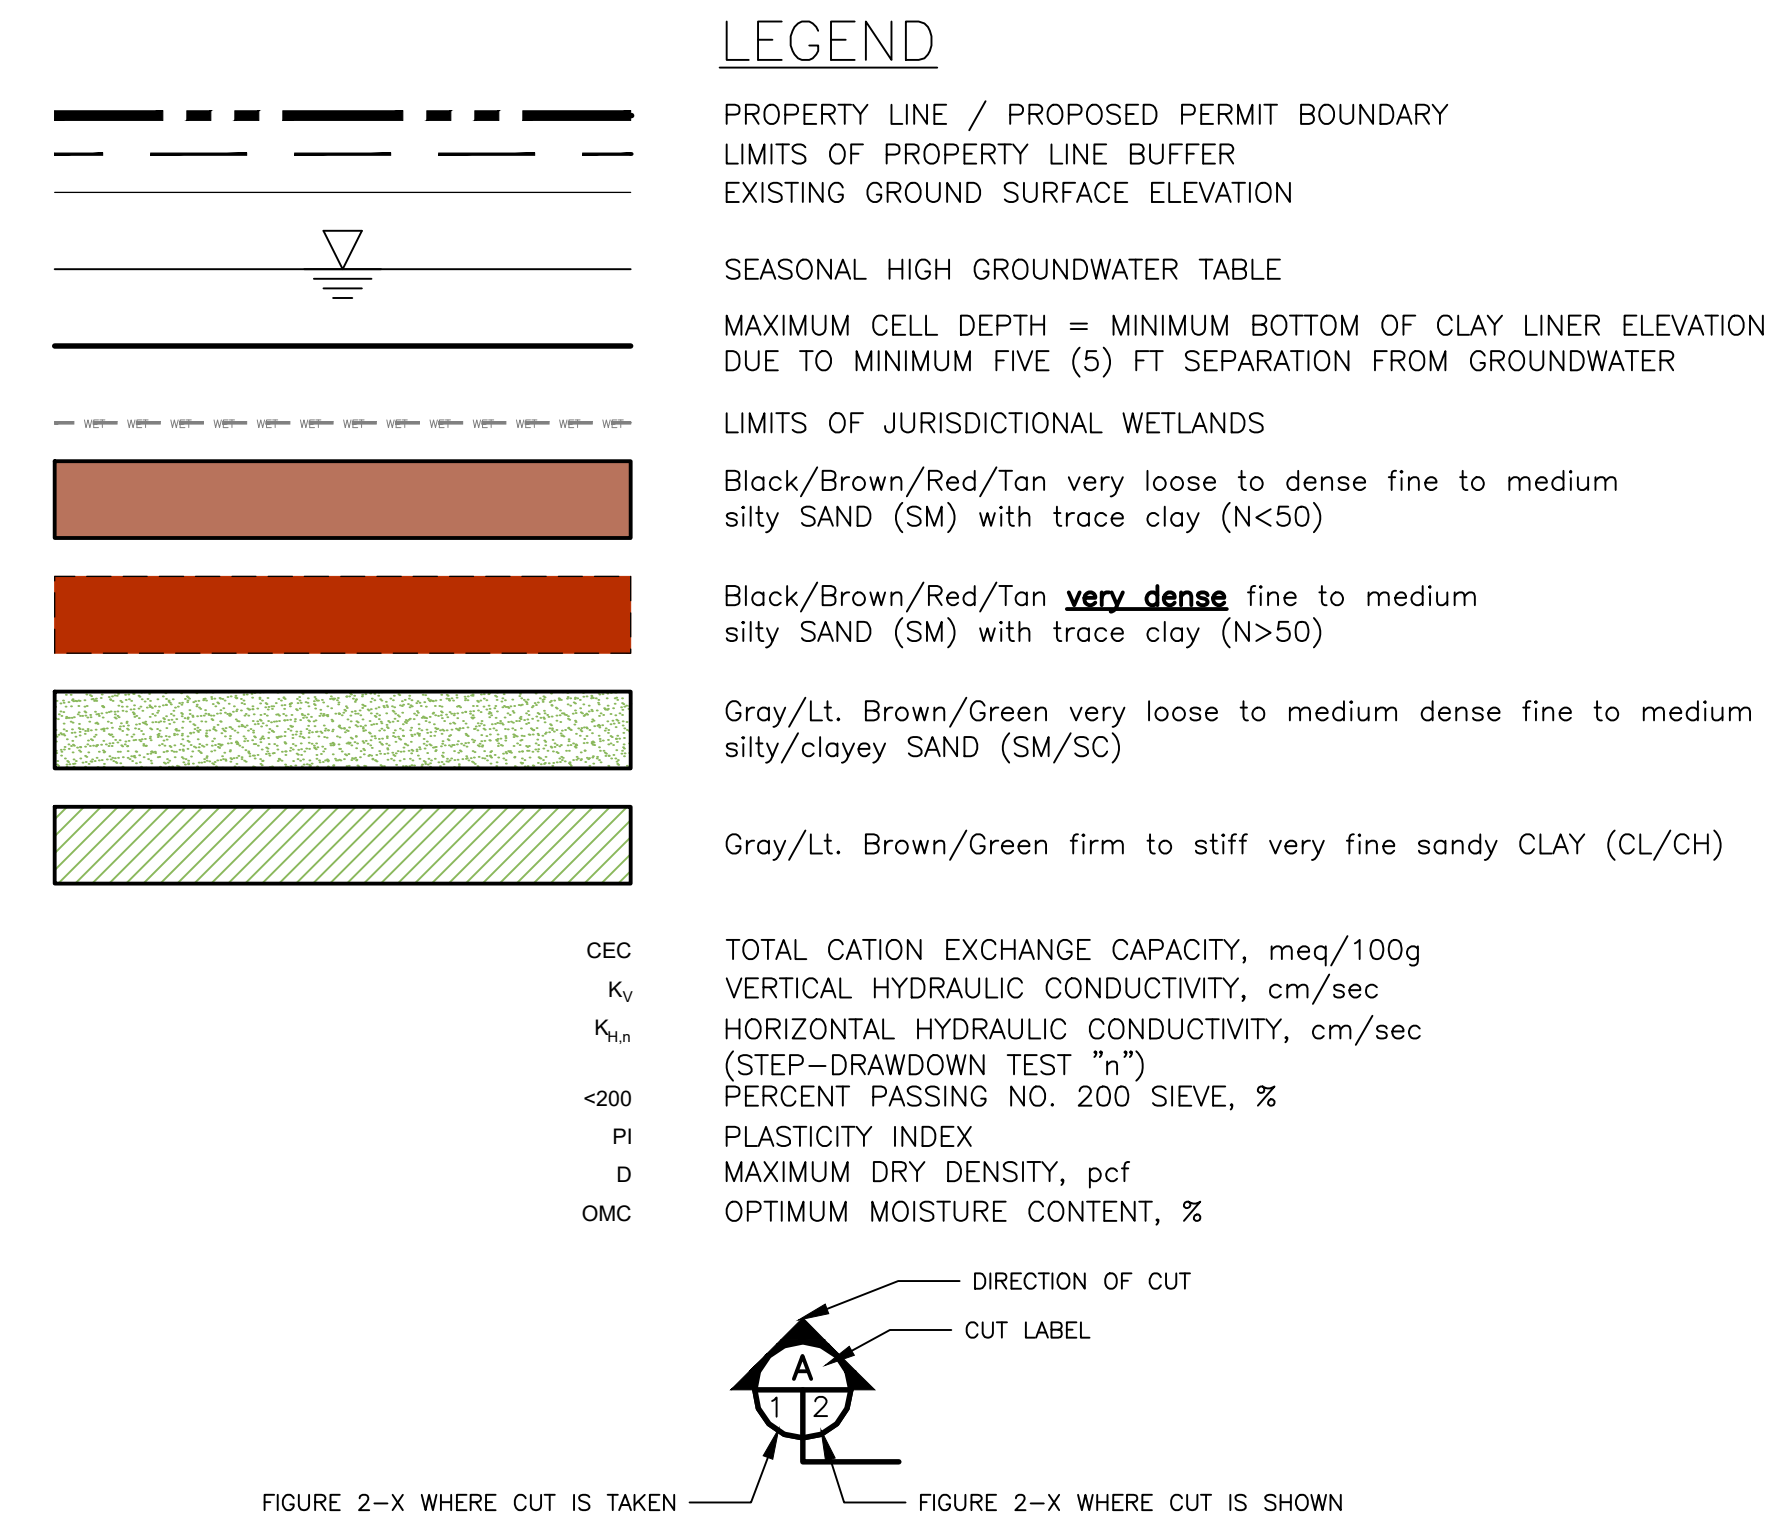 LEGEND
PROPERTY LINE / PROPOSED PERMIT BOUNDARY
LIMITS OF PROPERTY LINE BUFFER
EXISTING GROUND SURFACE ELEVATION
SEASONAL HIGH GROUNDWATER TABLE
MAXIMUM CELL DEPTH = MINIMUM BOTTOM OF CLAY LINER ELEVATION
DUE TO MINIMUM FIVE (5) FT SEPARATION FROM GROUNDWATER
WET WET WET WET WET WET WET WET WET WET WET WET WET LIMITS OF JURISDICTIONAL WETLANDS
Black/Brown/Red/Tan very loose to dense fine to medium
silty SAND (SM) with trace clay (N<50)
Black/Brown/Red/Tan very dense fine to medium
silty SAND (SM) with trace clay (N>50)
Gray/Lt. Brown/Green very loose to medium dense fine to medium
silty/clayey SAND (SM/SC)
Gray/Lt. Brown/Green firm to stiff very fine sandy CLAY (CL/CH)
CEC TOTAL CATION EXCHANGE CAPACITY, meq/100g
KV VERTICAL HYDRAULIC CONDUCTIVITY, cm/sec
KH,n HORIZONTAL HYDRAULIC CONDUCTIVITY, cm/sec
(STEP-DRAWDOWN TEST "n")
<200 PERCENT PASSING NO. 200 SIEVE, %
PI PLASTICITY INDEX
D MAXIMUM DRY DENSITY, pcf
OMC OPTIMUM MOISTURE CONTENT, %
DIRECTION OF CUT
CUT LABEL
A
1 2
FIGURE 2-X WHERE CUT IS TAKEN
FIGURE 2-X WHERE CUT IS SHOWN